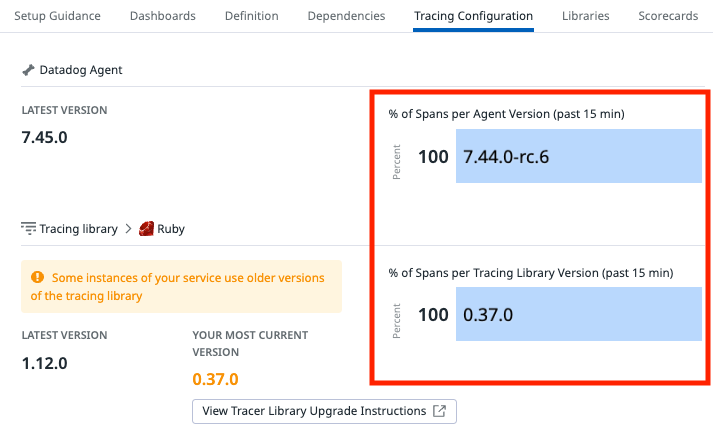 Setup Guidance Dashboards Definition Dependencies Tracing Configuration Libraries Scorecards
Datadog Agent
LATEST VERSION
7.45.0
% of Spans per Agent Version (past 15 min)
Percent
100 7.44.0-rc.6
Tracing library > Ruby
Some instances of your service use older versions
of the tracing library
LATEST VERSION
1.12.0
YOUR MOST CURRENT
VERSION
0.37.0
View Tracer Library Upgrade Instructions
% of Spans per Tracing Library Version (past 15 min)
Percent
100 0.37.0